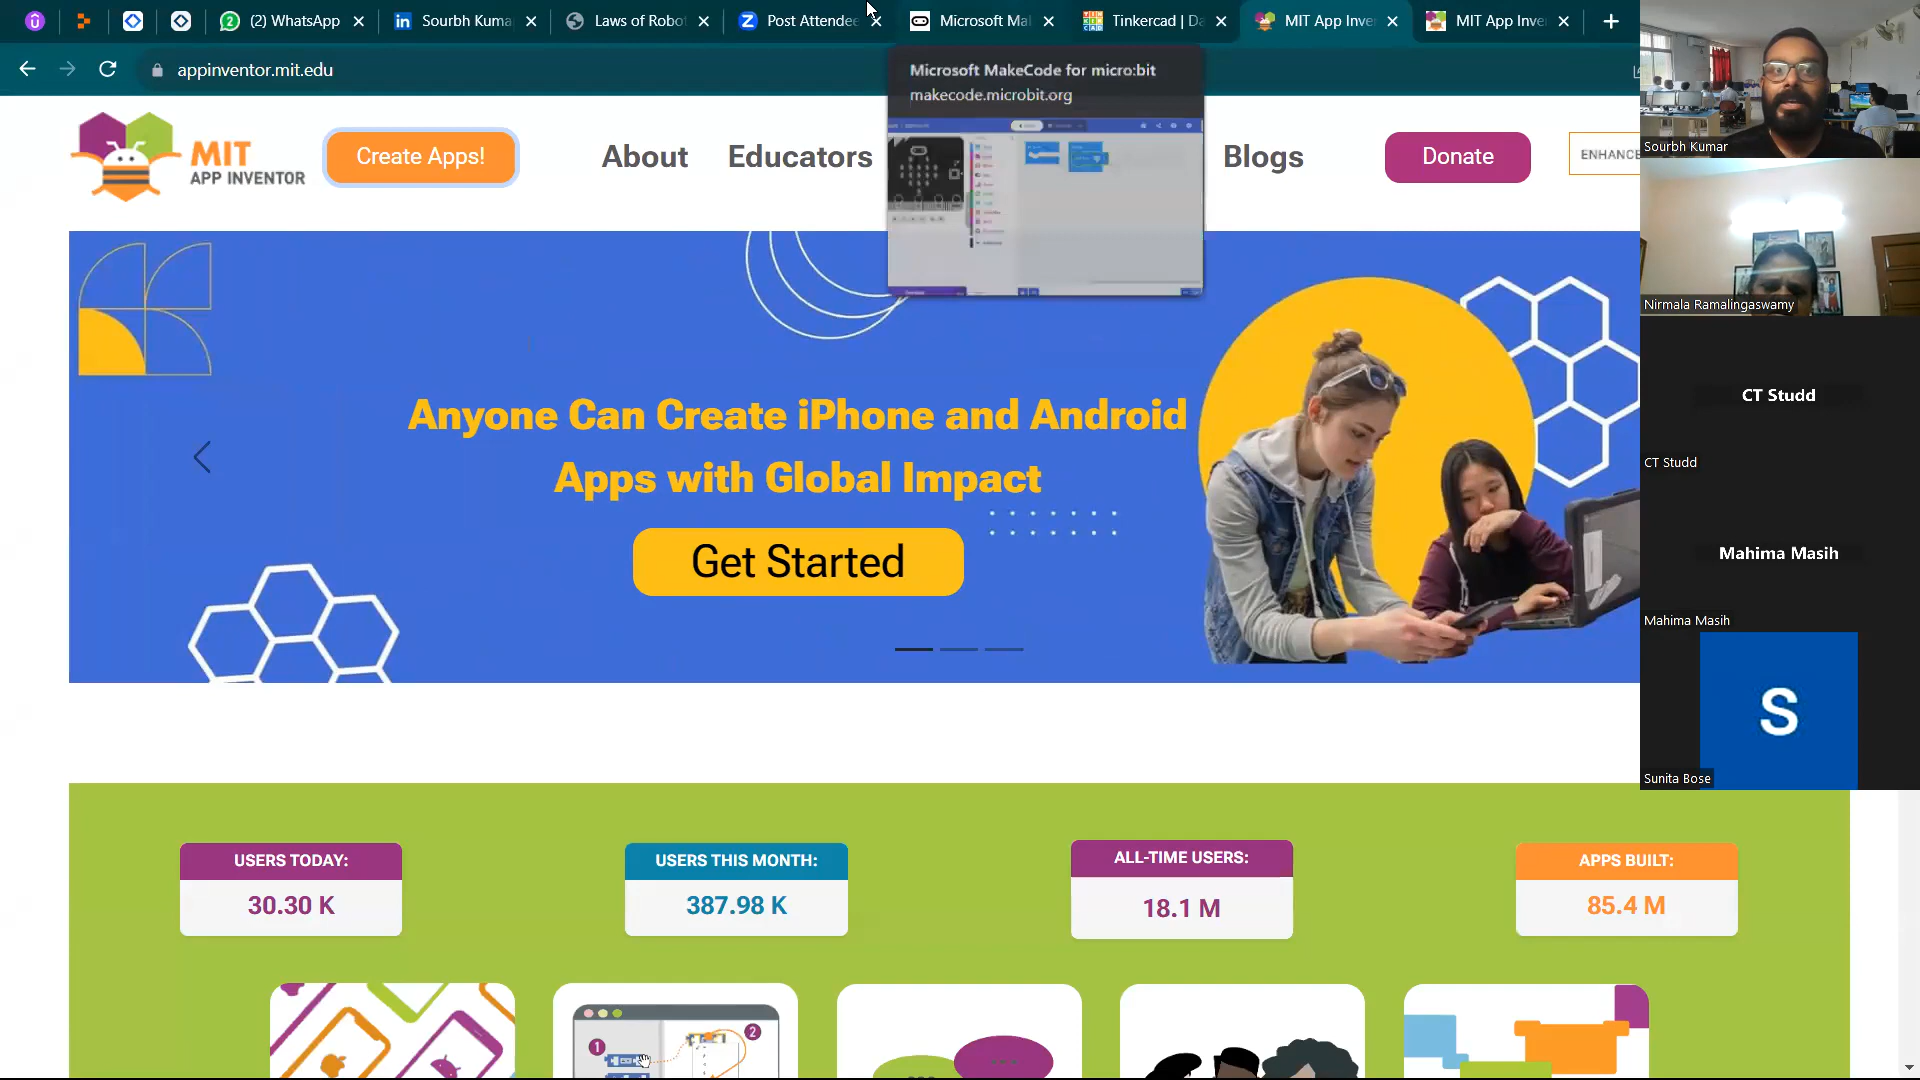 (2) WhatsApp
Sourbh Kuma
Laws of Robo
Post Attendee
Microsoft Ma
Tinkercad | Da
MIT App Inve
MIT App Inve
appinventor.mit.edu
Microsoft MakeCode for micro:bit
makecode.microbit.org
MIT
APP INVENTOR
Create Apps!
About
Educators
Blogs
Donate
ENHANCE
Anyone Can Create iPhone and Android
Apps with Global Impact
Get Started
USERS TODAY:
30.30 K
USERS THIS MONTH:
387.98 K
ALL-TIME USERS:
18.1 M
APPS BUILT:
85.4 M
1
2
Sourbh Kumar
Nirmala Ramalingaswamy
CT Studd
CT Studd
Mahima Masih
Mahima Masih
S
Sunita Bose